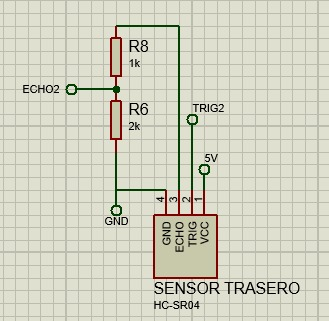 R8
1k
ECHO2
R6
2k
TRIG2
5V
GND
4
3
2
1
GND
ECHO
TRIG
VCC
SENSOR TRASERO
HC-SR04